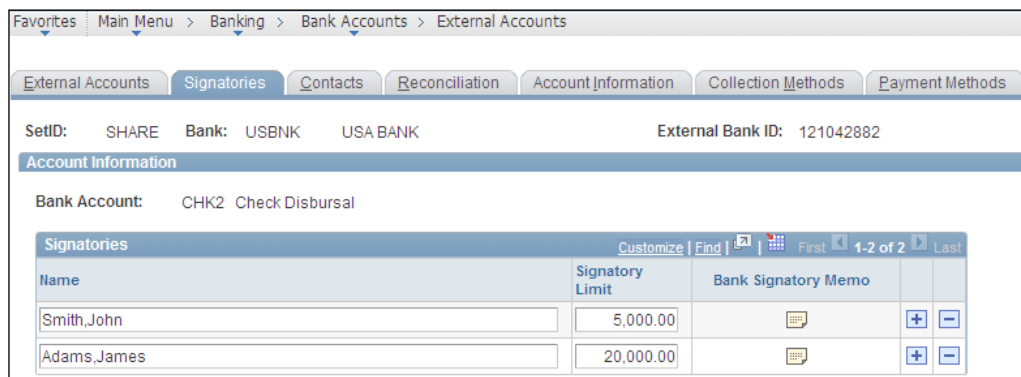 Favorites Main Menu > Banking > Bank Accounts > External Accounts
External Accounts Signatories Contacts Reconciliation Account Information Collection Methods Payment Methods
SetID: SHARE Bank: USBNK USA BANK External Bank ID: 121042882
Account Information
Bank Account: CHK2 Check Disbursal
Signatories Customize | Find | | First 1-2 of 2 Last
Name Signatory Limit Bank Signatory Memo
Smith,John 5,000.00
Adams,James 20,000.00